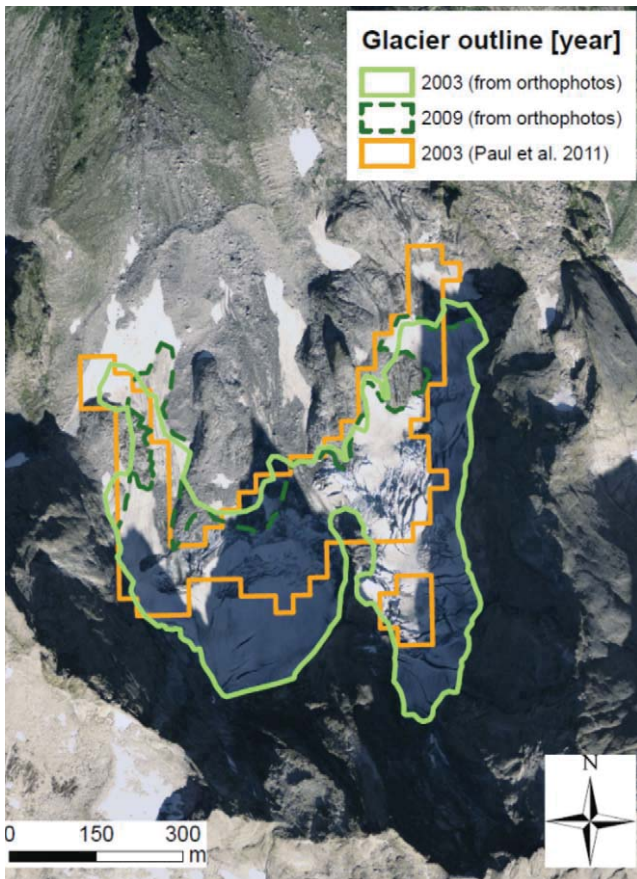 Glacier outline [year]
2003 (from orthophotos)
2009 (from orthophotos)
2003 (Paul et al. 2011)
N
0 150 300
m